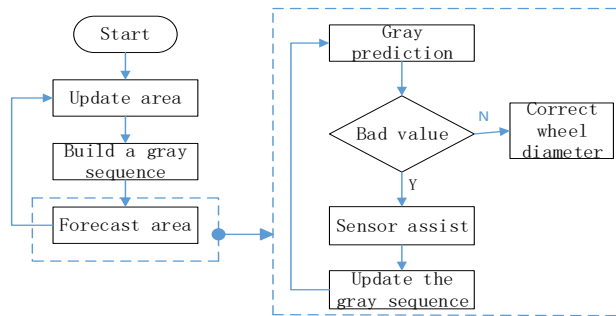 Start
Update area
Build a gray
sequence
Forecast area
Gray
prediction
Bad value
N
Correct
wheel
diameter
Y
Sensor assist
Update the
gray sequence